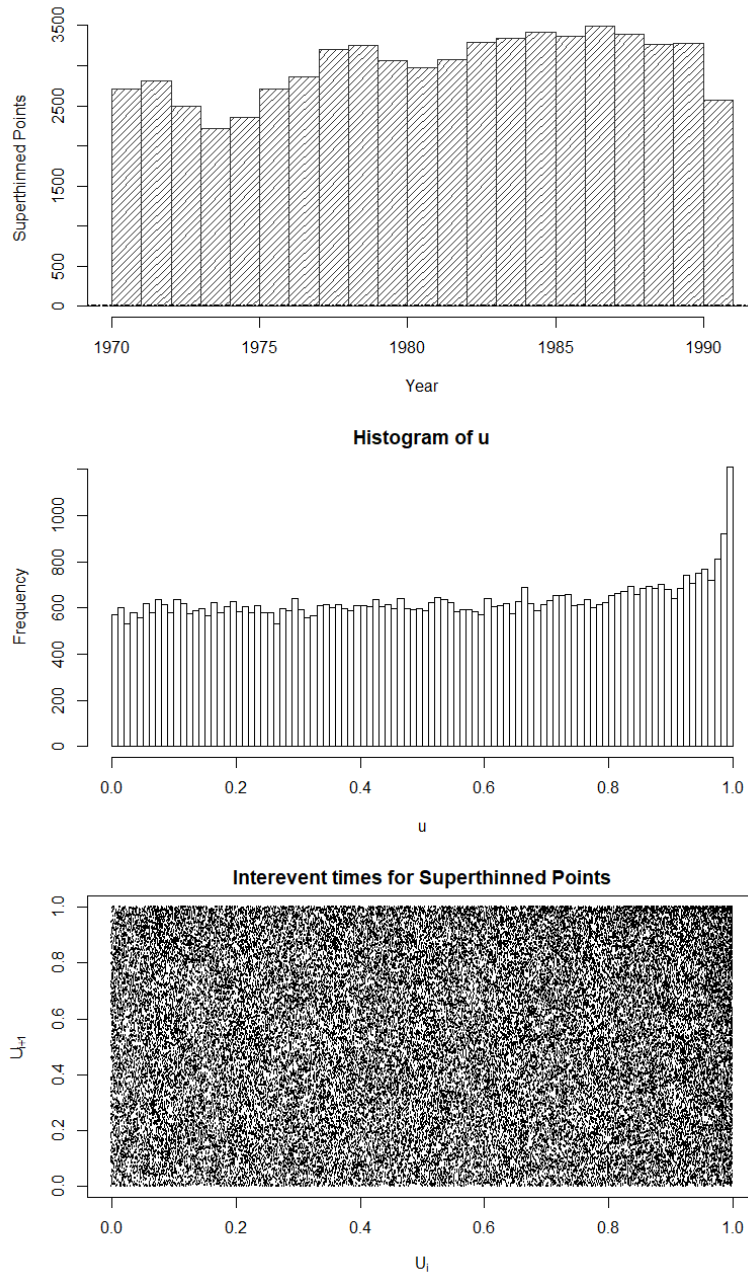 Superthinned Points
3500
2500
1500
500
0
1970 1975 1980 1985 1990
Year
Histogram of u
Frequency
1000
800
600
400
200
0
0.0 0.2 0.4 0.6 0.8 1.0
u
Interevent times for Superthinned Points
U_{i+1}
1.0
0.8
0.6
0.4
0.2
0.0
0.0 0.2 0.4 0.6 0.8 1.0
U_i